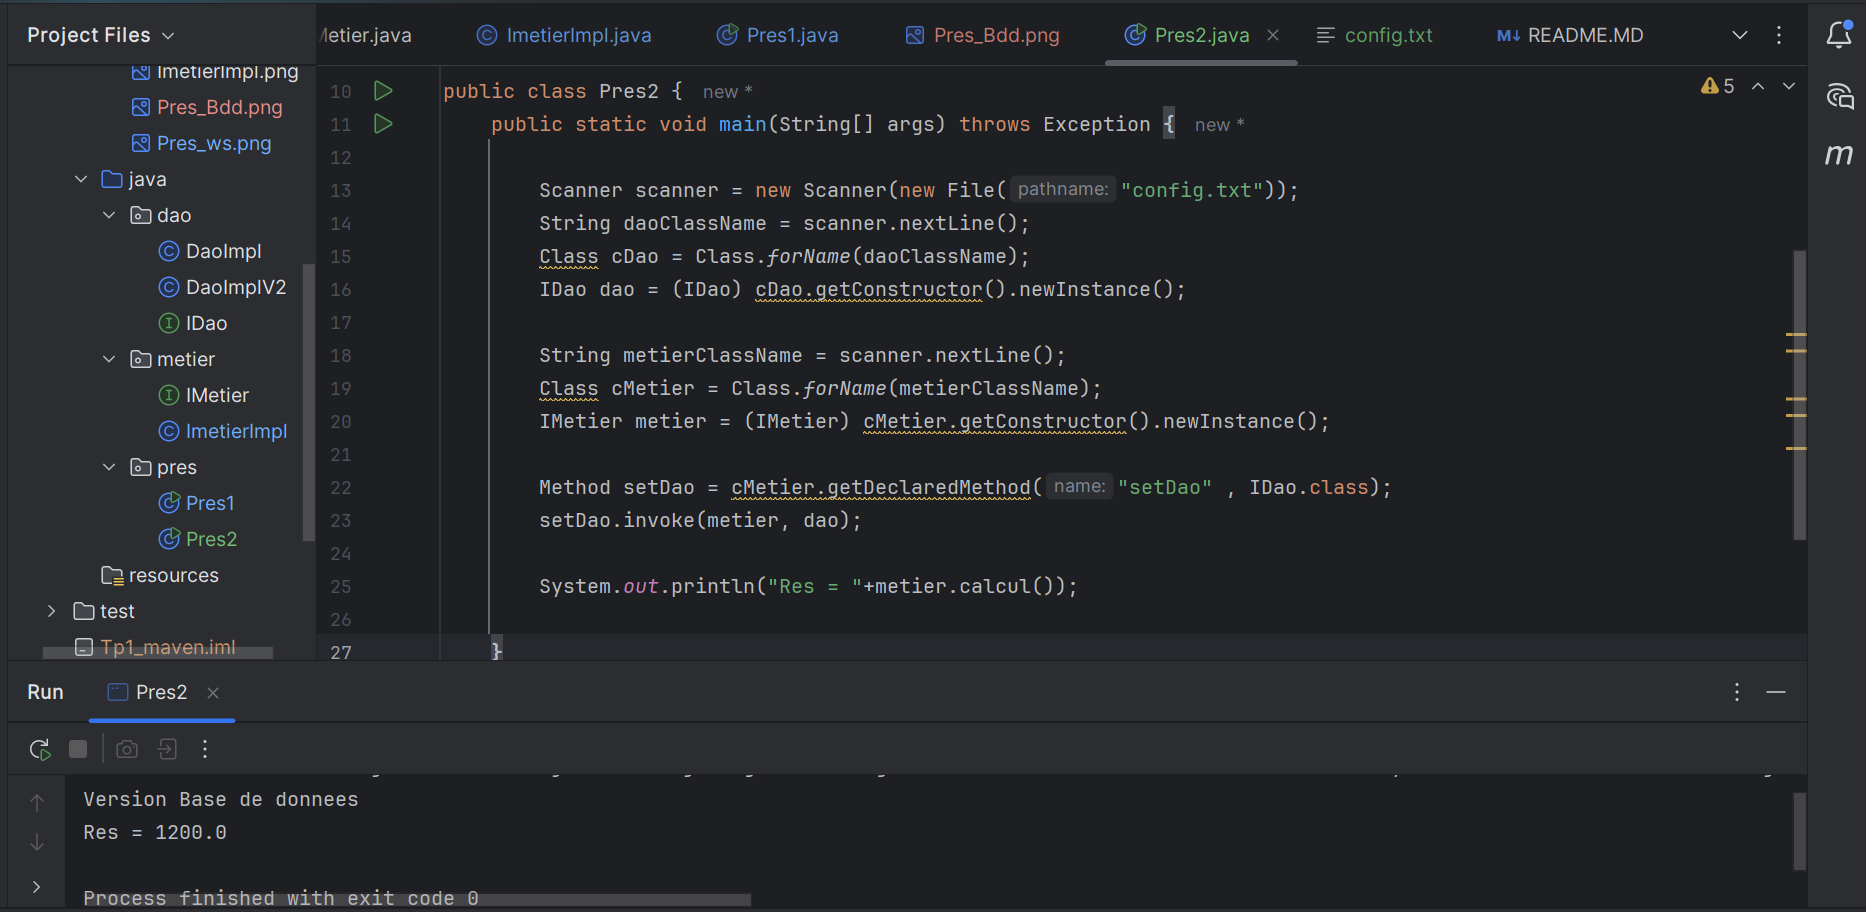 Project Files
Metier.java ImetierImpl.java Pres1.java Pres_Bdd.png Pres2.java config.txt M↓ README.MD
ImetierImpl.png
Pres_Bdd.png
Pres_ws.png
java
dao
DaoImpl
DaoImplV2
IDao
metier
IMetier
ImetierImpl
pres
Pres1
Pres2
resources
test
Tp1_maven.iml
5
m
10 public class Pres2 { new *
11 public static void main(String[] args) throws Exception { new *
12
13 Scanner scanner = new Scanner(new File( pathname: "config.txt"));
14 String daoClassName = scanner.nextLine();
15 Class cDao = Class.forName(daoClassName);
16 IDao dao = (IDao) cDao.getConstructor().newInstance();
17
18 String metierClassName = scanner.nextLine();
19 Class cMetier = Class.forName(metierClassName);
20 IMetier metier = (IMetier) cMetier.getConstructor().newInstance();
21
22 Method setDao = cMetier.getDeclaredMethod( name: "setDao" , IDao.class);
23 setDao.invoke(metier, dao);
24
25 System.out.println("Res = "+metier.calcul());
26
27 }
Run Pres2
Version Base de donnees
Res = 1200.0
Process finished with exit code 0